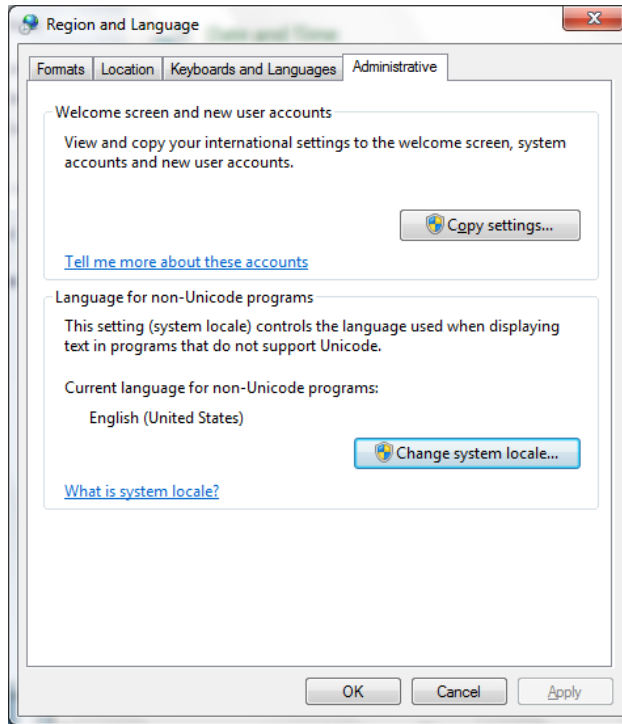 Region and Language
Date and Time
Formats
Location
Keyboards and Languages
Administrative
Welcome screen and new user accounts
View and copy your international settings to the welcome screen, system
accounts and new user accounts.
Copy settings...
Tell me more about these accounts
Language for non-Unicode programs
This setting (system locale) controls the language used when displaying
text in programs that do not support Unicode.
Current language for non-Unicode programs:
English (United States)
Change system locale...
What is system locale?
OK
Cancel
Apply